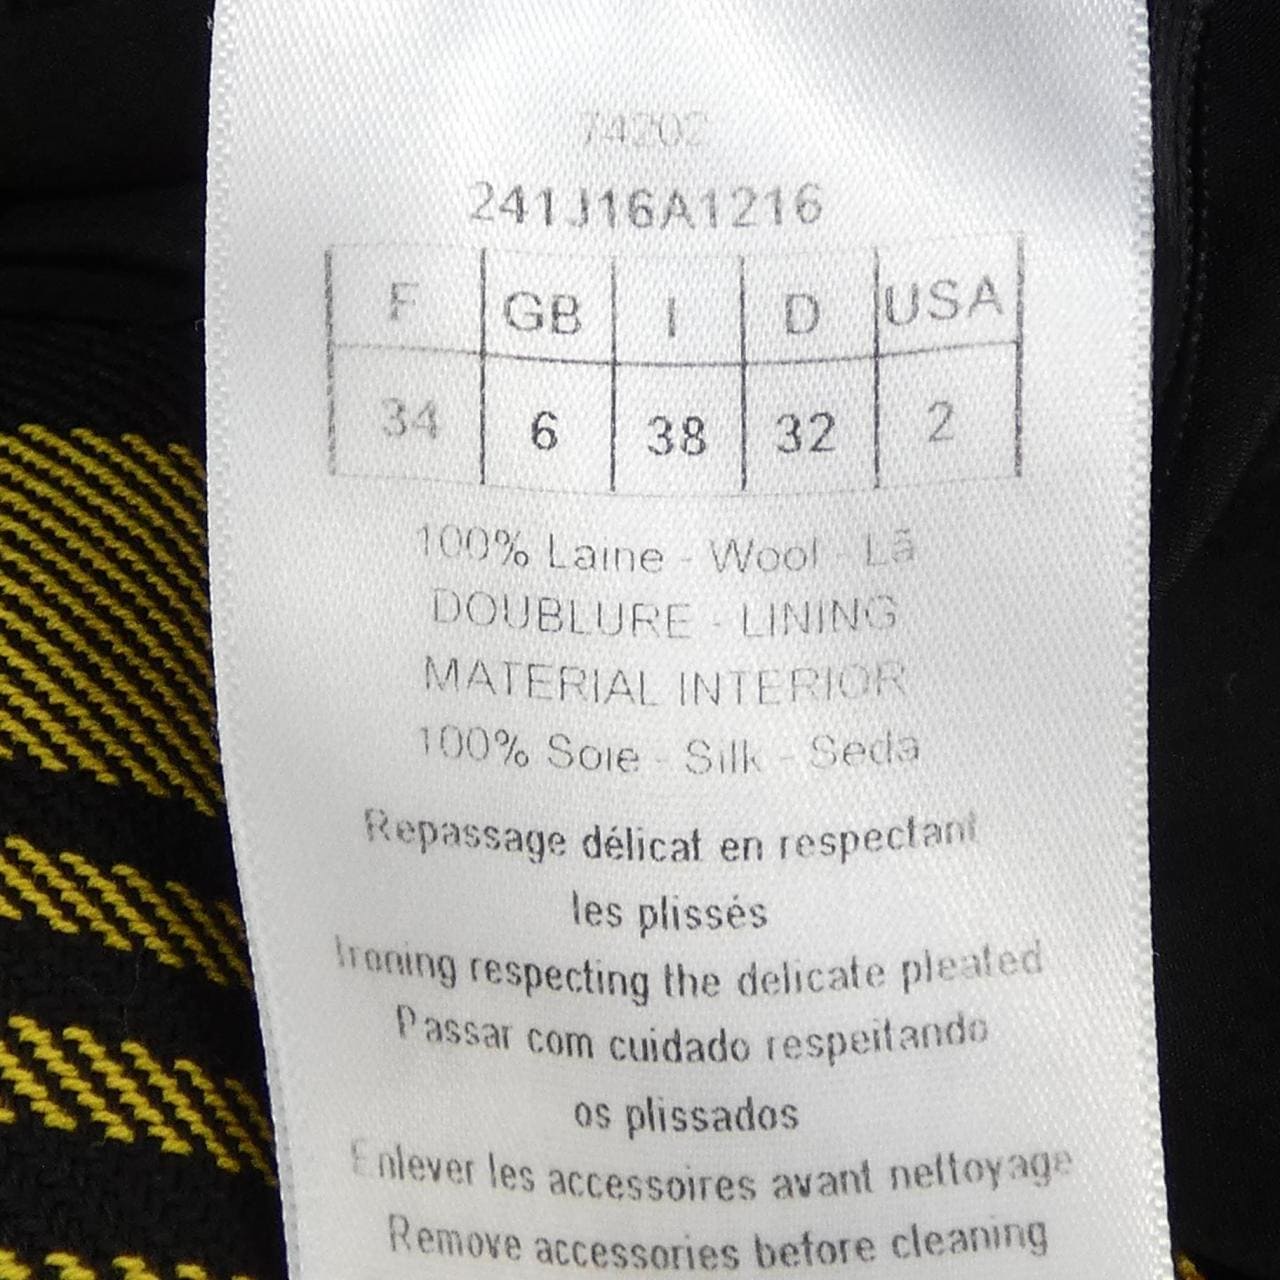 74202
241J16A1216
F GB I D USA
34 6 38 32 2
100% Laine - Wool - Lã
DOUBLURE - LINING
MATERIAL INTERIOR
100% Soie - Silk - Seda
Repassage délicat en respectant
les plissés
Ironing respecting the delicate pleated
Passar com cuidado respeitando
os plissados
Enlever les accessoires avant nettoyage
Remove accessories before cleaning